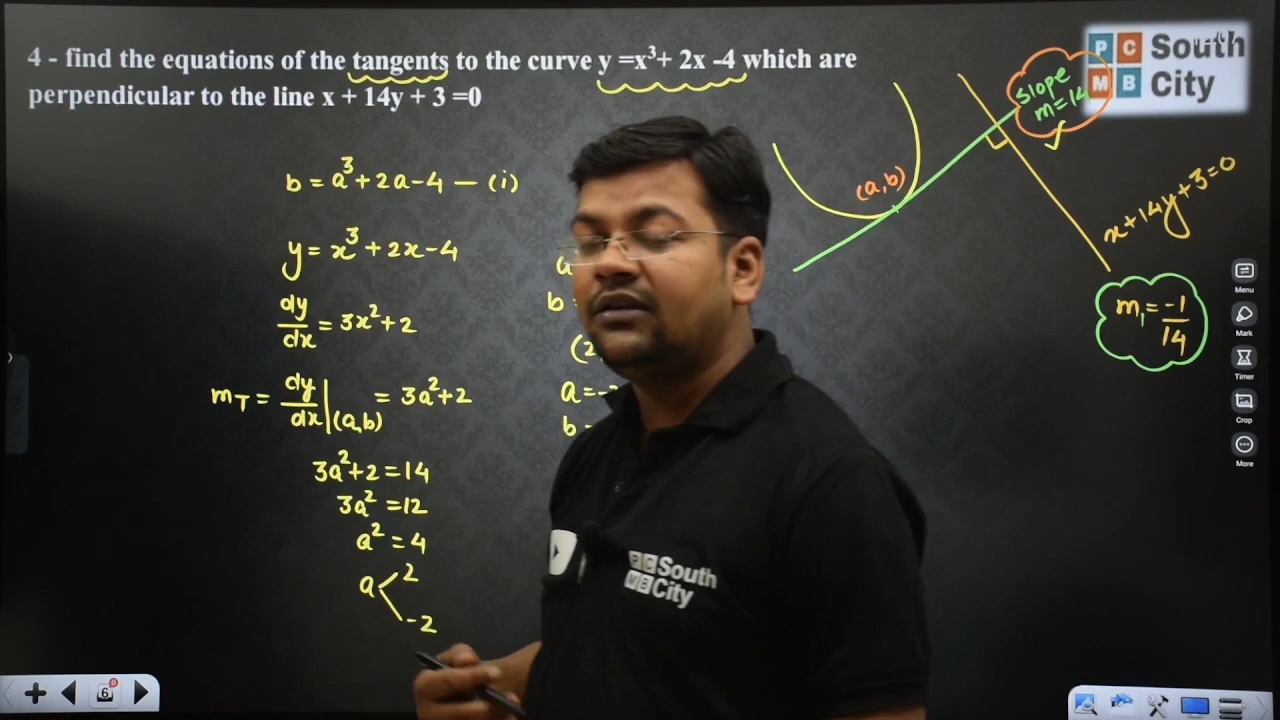 4 - find the equations of the tangents to the curve y =x³+ 2x -4 which are
perpendicular to the line x + 14y + 3 =0
P C M B South City
slope
m=14
b = a³+2a-4 — (i)
y = x³+2x-4
dy/dx = 3x²+2
m_T = dy/dx |(a,b) = 3a²+2
3a²+2 = 14
3a² = 12
a² = 4
a < 2
-2
a
b =
(2,
a = -
b =
(a,b)
x+14y+3=0
m₁ = -1/14
Menu
Mark
Timer
Crop
More
South
City
6
0